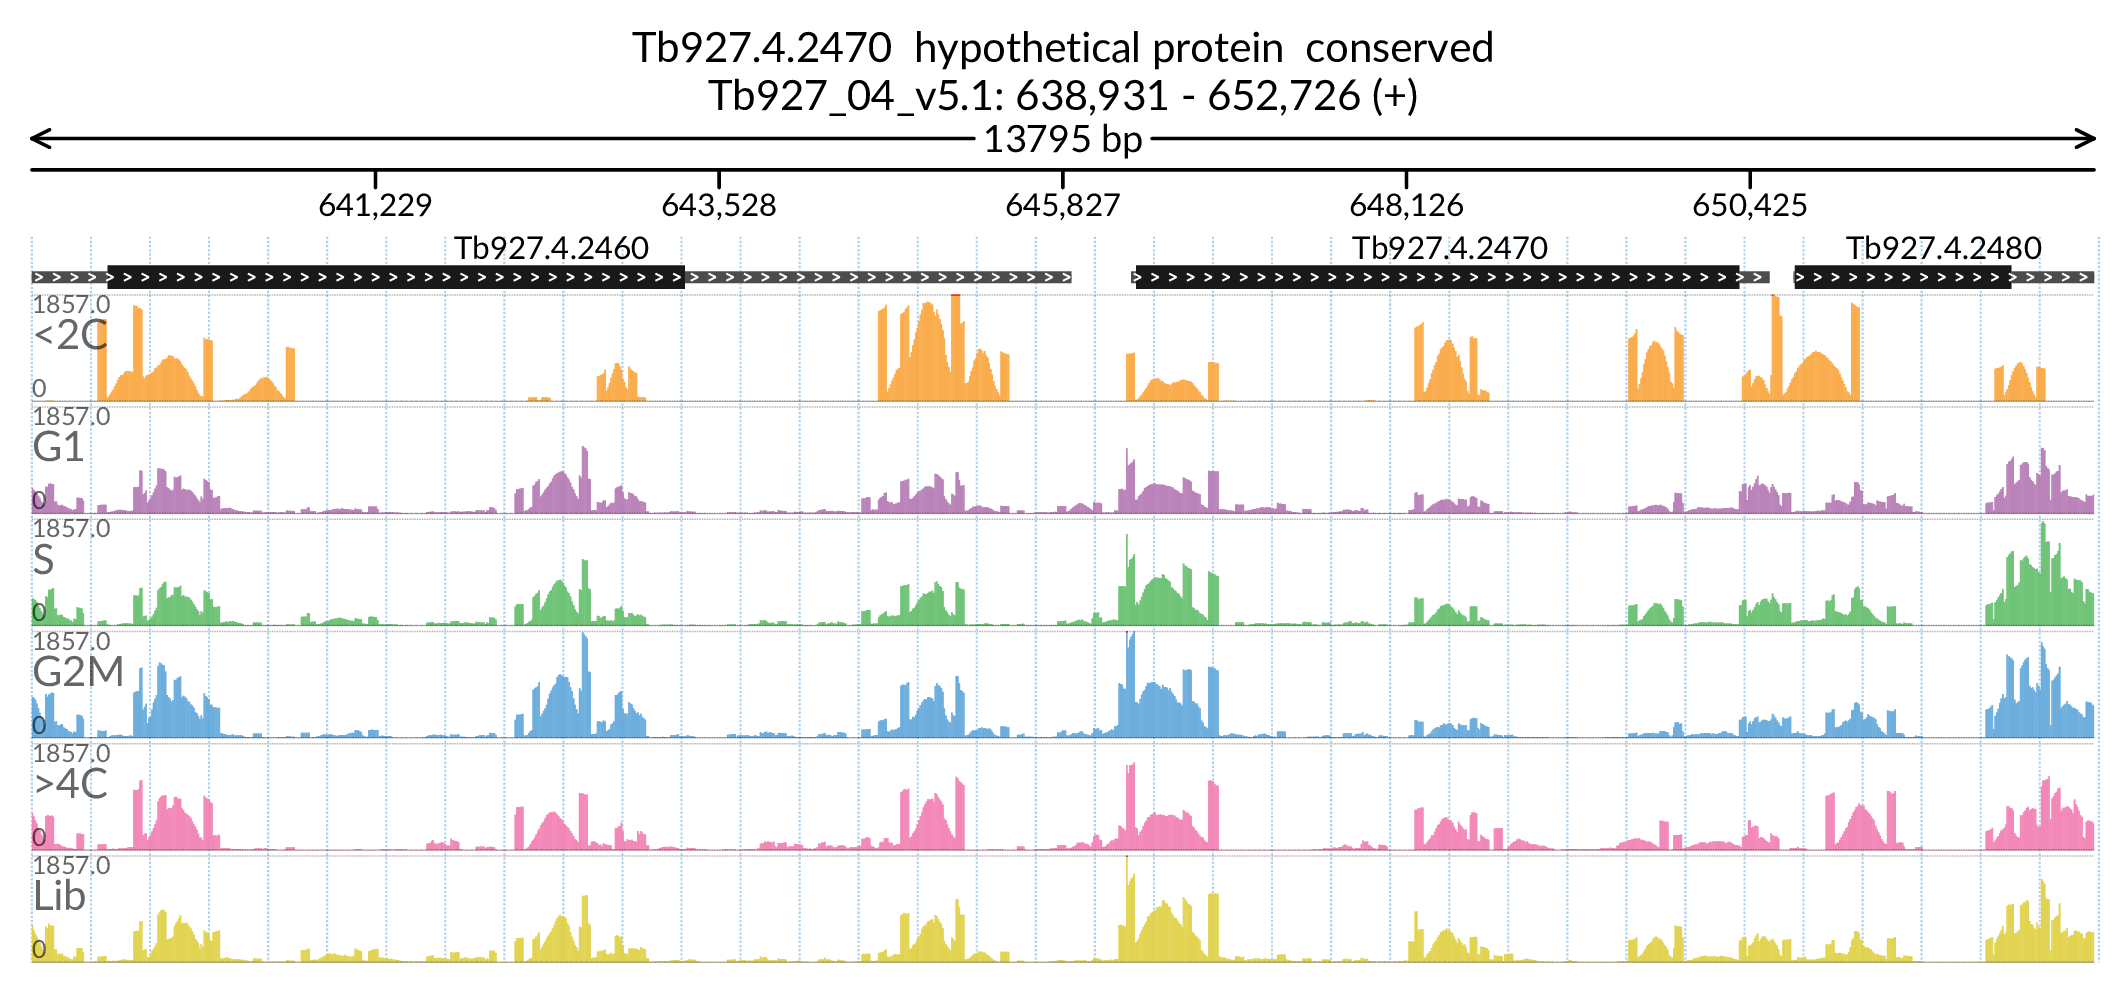 Tb927.4.2470 hypothetical protein conserved
Tb927_04_v5.1: 638,931 - 652,726 (+)
13795 bp
641,229 643,528 645,827 648,126 650,425
Tb927.4.2460 Tb927.4.2470 Tb927.4.2480
1857.0
<2C
0
1857.0
G1
0
1857.0
S
0
1857.0
G2M
0
1857.0
>4C
0
1857.0
Lib
0